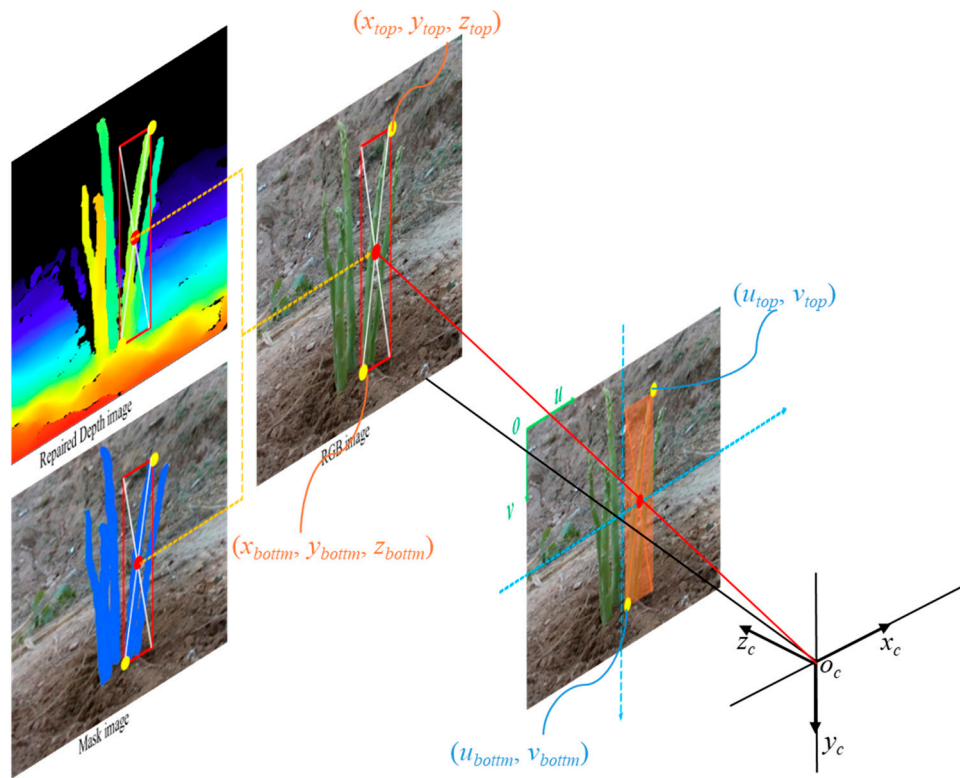 (x_top, y_top, z_top)
Repaired Depth image
RGB image
(u_top, v_top)
0
u
v
(x_bottm, y_bottm, z_bottm)
Mask image
z_c
x_c
o_c
y_c
(u_bottm, v_bottm)